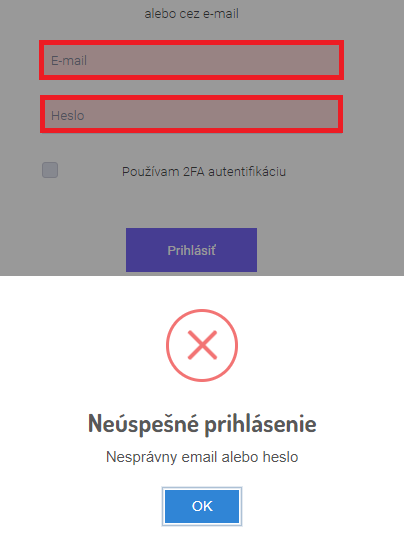 alebo cez e-mail
E-mail
Heslo
Používam 2FA autentifikáciu
Prihlásiť
Neúspešné prihlásenie
Nesprávny email alebo heslo
OK